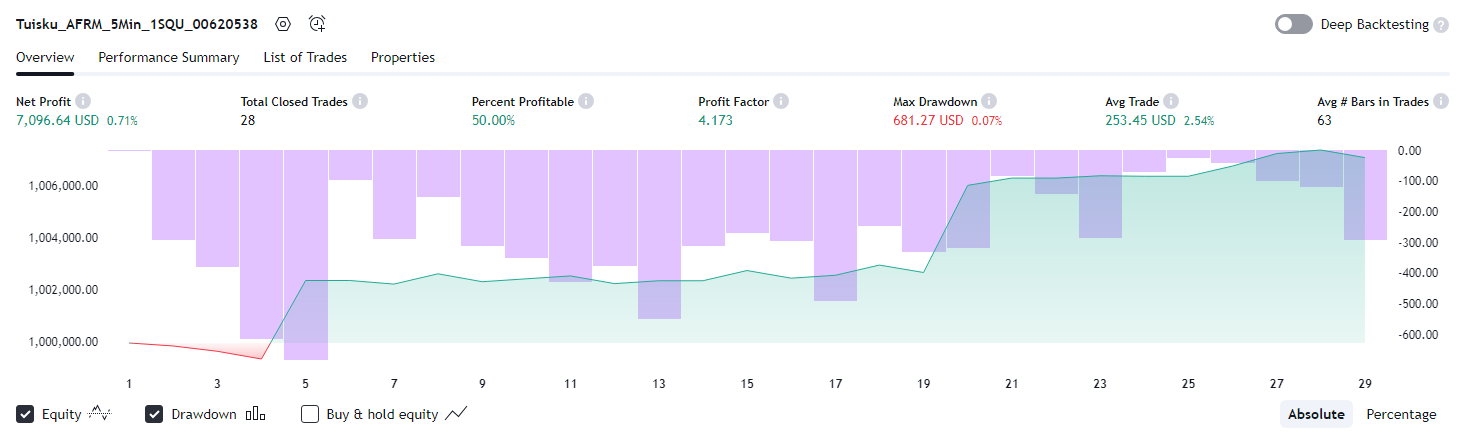 Tuisku_AFRM_5Min_1SQU_00620538 Deep Backtesting ?
Overview Performance Summary List of Trades Properties
Net Profit i Total Closed Trades i Percent Profitable i Profit Factor i Max Drawdown i Avg Trade i Avg # Bars in Trades i
7,096.64 USD 0.71% 28 50.00% 4.173 681.27 USD 0.07% 253.45 USD 2.54% 63
0.00
1,006,000.00 -100.00
-200.00
1,004,000.00 -300.00
-400.00
1,002,000.00 -500.00
1,000,000.00 -600.00
1 3 5 7 9 11 13 15 17 19 21 23 25 27 29
Equity Drawdown Buy & hold equity Absolute Percentage